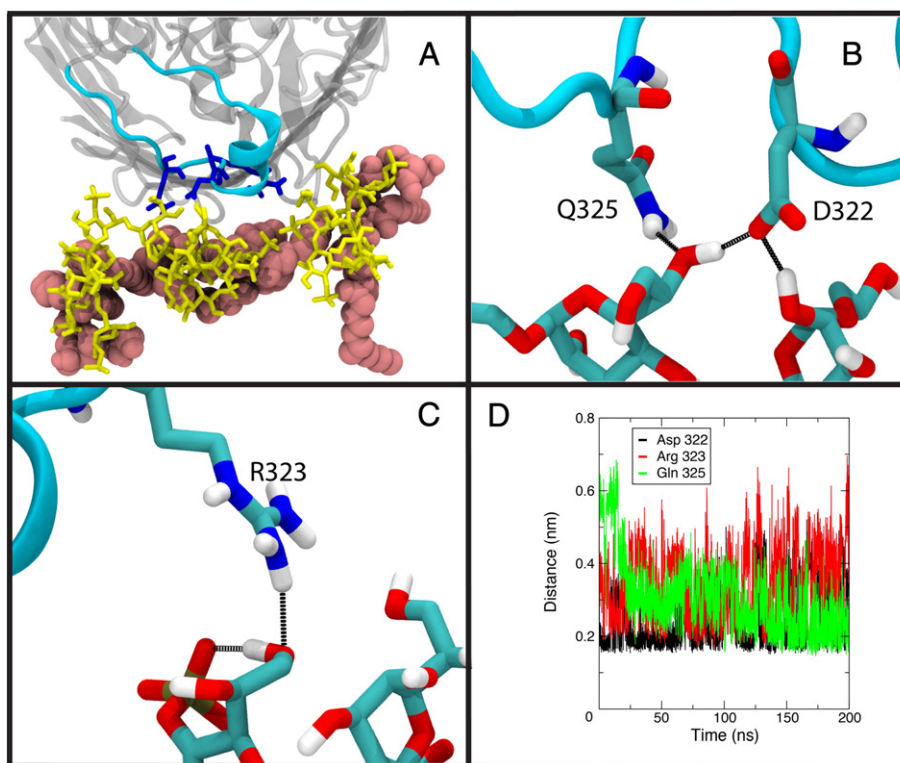 A
B
Q325
D322
C
R323
D
0.8
0.6
0.4
0.2
Distance (nm)
Asp 322
Arg 323
Gln 325
0 50 100 150 200
Time (ns)